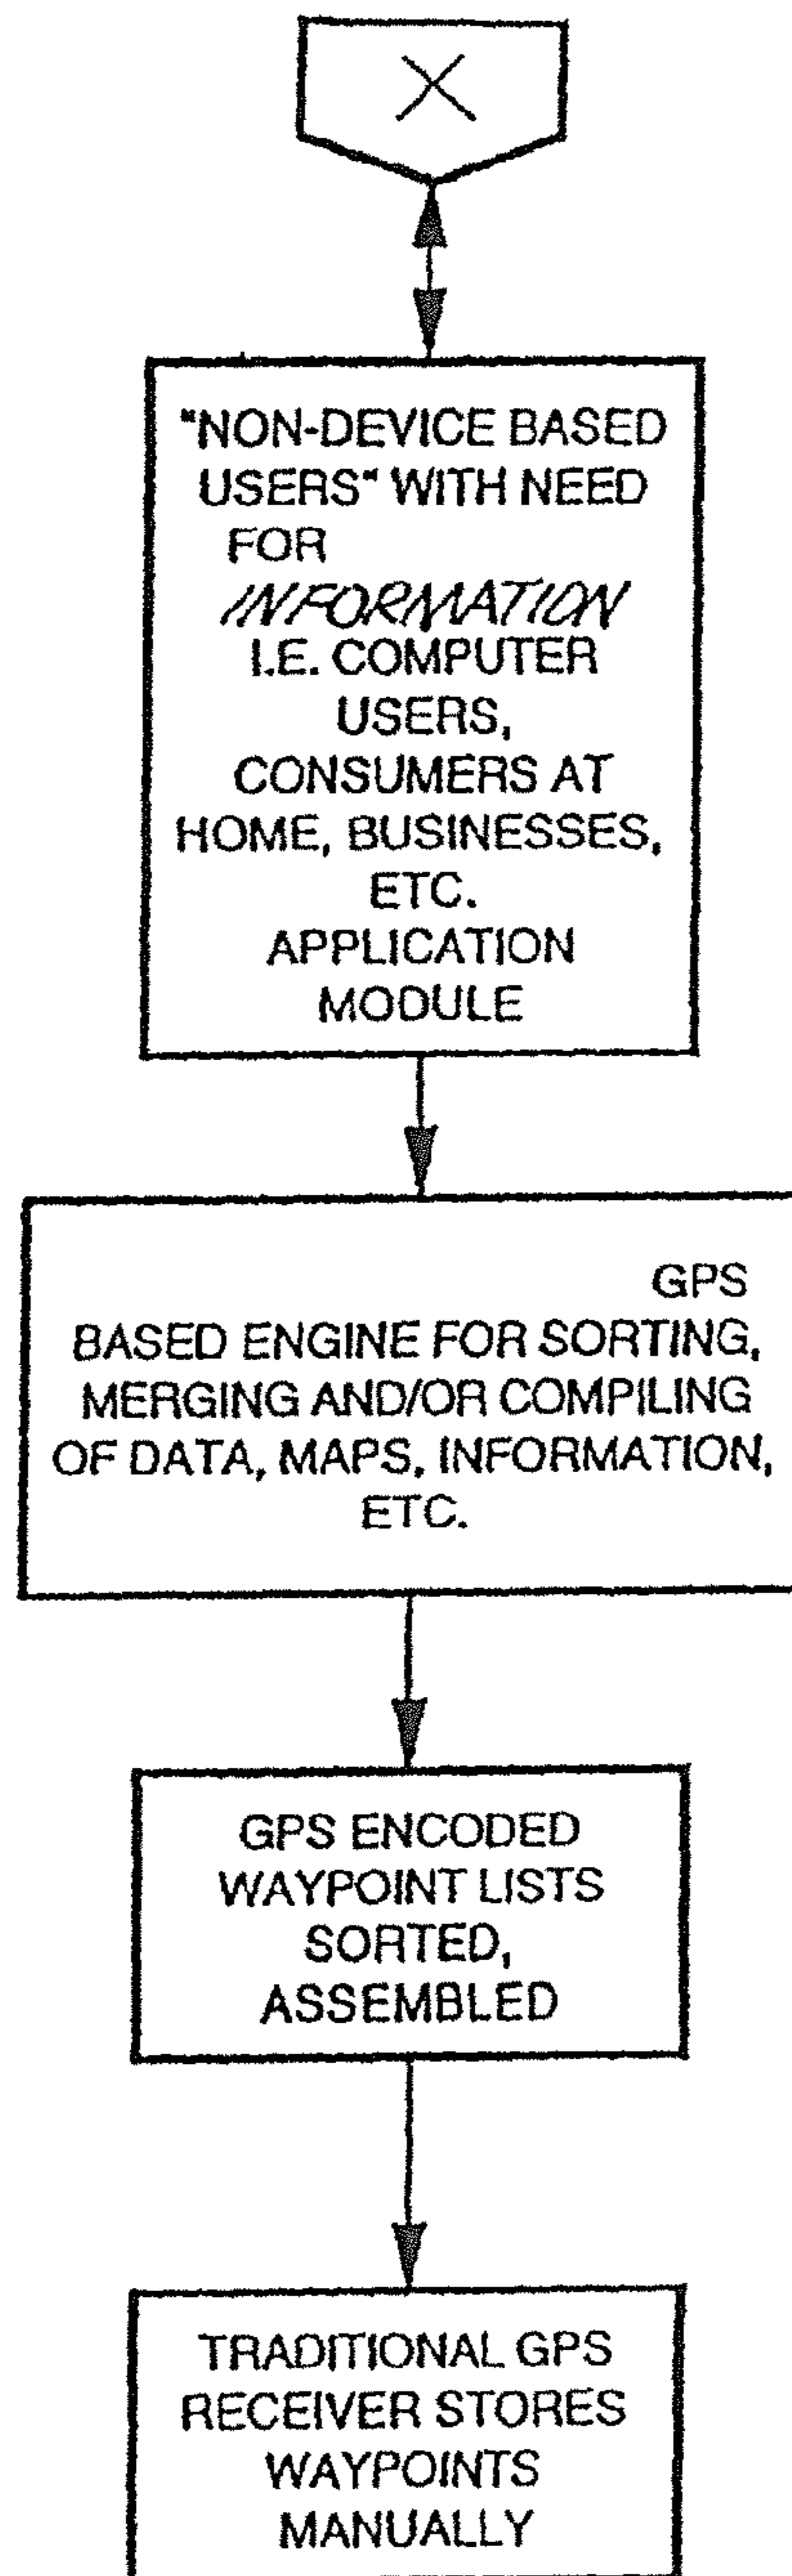 X
"NON-DEVICE BASED
USERS" WITH NEED
FOR
INFORMATION
I.E. COMPUTER
USERS,
CONSUMERS AT
HOME, BUSINESSES,
ETC.
APPLICATION
MODULE
GPS
BASED ENGINE FOR SORTING,
MERGING AND/OR COMPILING
OF DATA, MAPS, INFORMATION,
ETC.
GPS ENCODED
WAYPOINT LISTS
SORTED,
ASSEMBLED
TRADITIONAL GPS
RECEIVER STORES
WAYPOINTS
MANUALLY